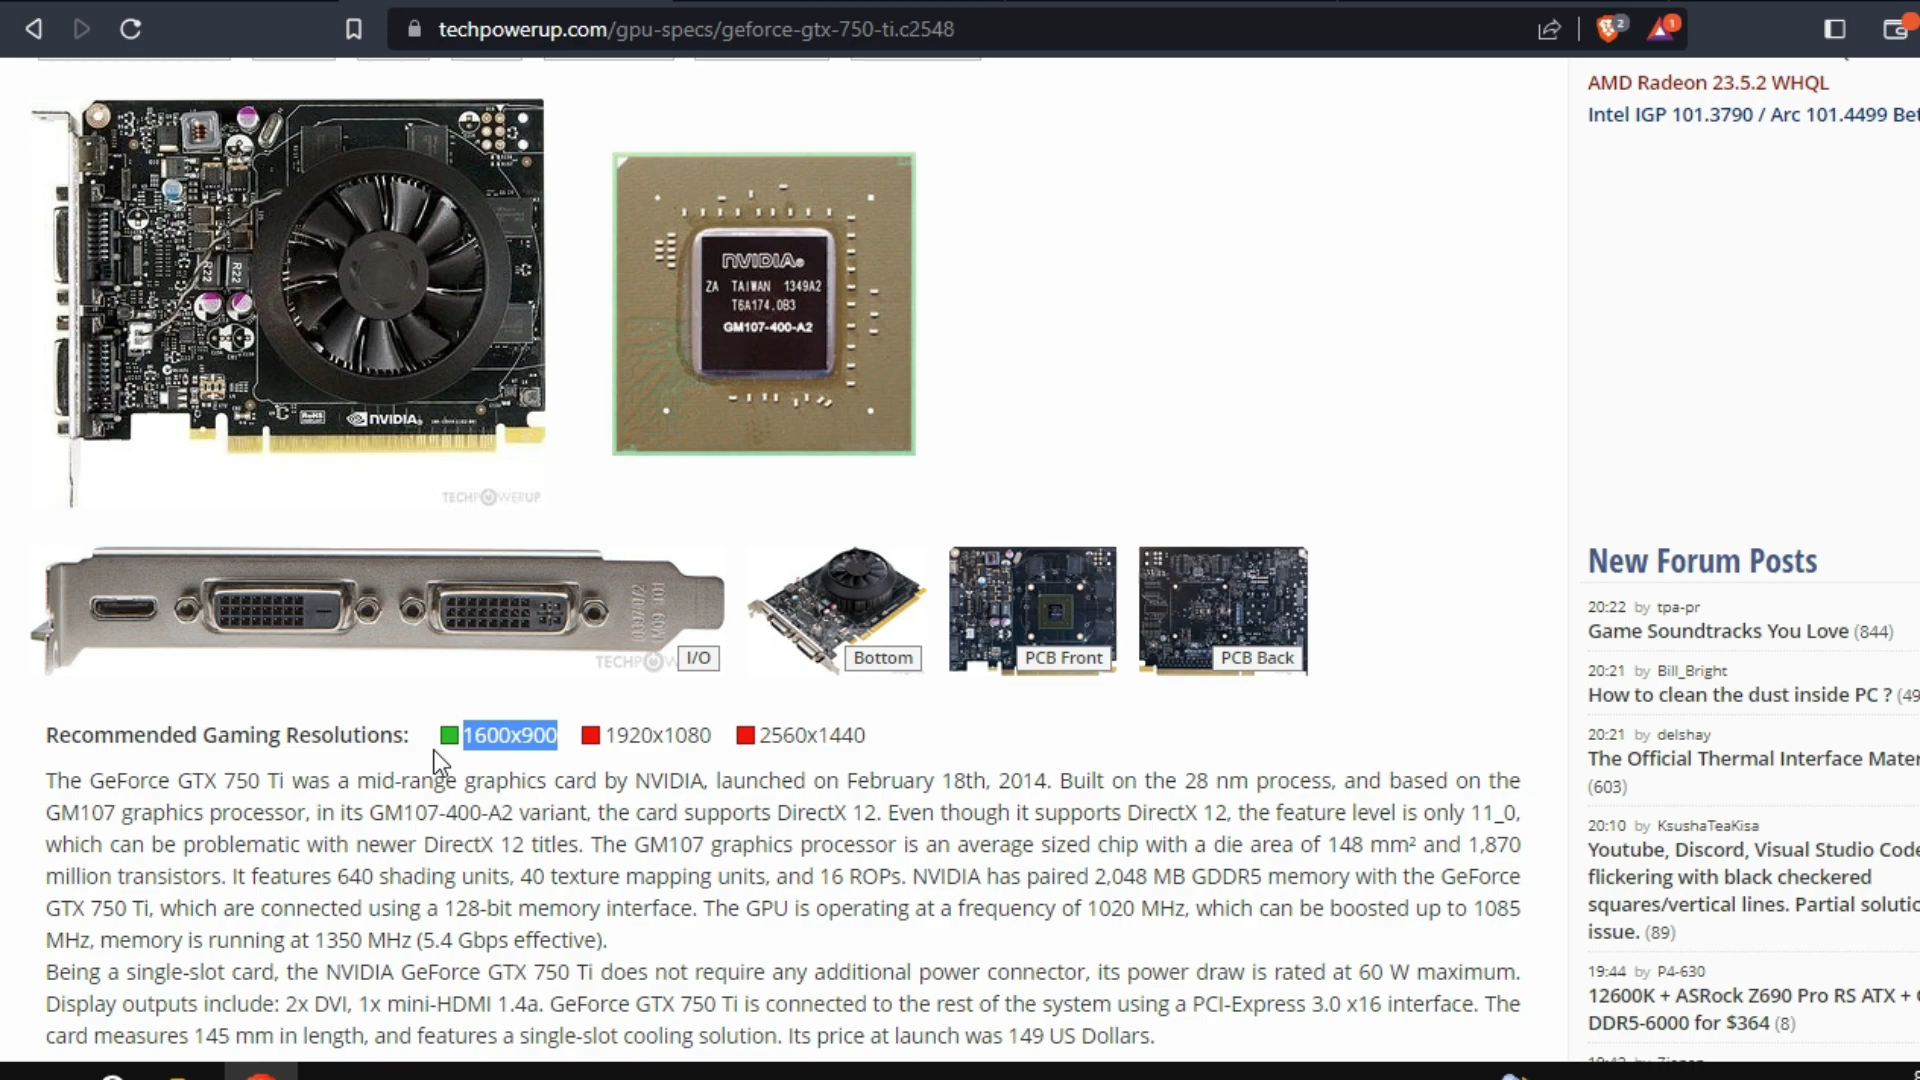 techpowerup.com/gpu-specs/geforce-gtx-750-ti.c2548
2
1
AMD Radeon 23.5.2 WHQL
Intel IGP 101.3790 / Arc 101.4499 Bet
R22
R22
RoHS
NVIDIA
TECHPOWERUP
NVIDIA
ZA TAIWAN 1349A2
T6A174.0B3
GM107-400-A2
TECHPOW
I/O
Bottom
PCB Front
PCB Back
Recommended Gaming Resolutions: 1600x900 1920x1080 2560x1440
The GeForce GTX 750 Ti was a mid-range graphics card by NVIDIA, launched on February 18th, 2014. Built on the 28 nm process, and based on the
GM107 graphics processor, in its GM107-400-A2 variant, the card supports DirectX 12. Even though it supports DirectX 12, the feature level is only 11_0,
which can be problematic with newer DirectX 12 titles. The GM107 graphics processor is an average sized chip with a die area of 148 mm² and 1,870
million transistors. It features 640 shading units, 40 texture mapping units, and 16 ROPs. NVIDIA has paired 2,048 MB GDDR5 memory with the GeForce
GTX 750 Ti, which are connected using a 128-bit memory interface. The GPU is operating at a frequency of 1020 MHz, which can be boosted up to 1085
MHz, memory is running at 1350 MHz (5.4 Gbps effective).
Being a single-slot card, the NVIDIA GeForce GTX 750 Ti does not require any additional power connector, its power draw is rated at 60 W maximum.
Display outputs include: 2x DVI, 1x mini-HDMI 1.4a. GeForce GTX 750 Ti is connected to the rest of the system using a PCI-Express 3.0 x16 interface. The
card measures 145 mm in length, and features a single-slot cooling solution. Its price at launch was 149 US Dollars.
New Forum Posts
20:22 by tpa-pr
Game Soundtracks You Love (844)
20:21 by Bill_Bright
How to clean the dust inside PC ? (49
20:21 by delshay
The Official Thermal Interface Mater
(603)
20:10 by KsushaTeaKisa
Youtube, Discord, Visual Studio Code
flickering with black checkered
squares/vertical lines. Partial solutio
issue. (89)
19:44 by P4-630
12600K + ASRock Z690 Pro RS ATX +
DDR5-6000 for $364 (8)